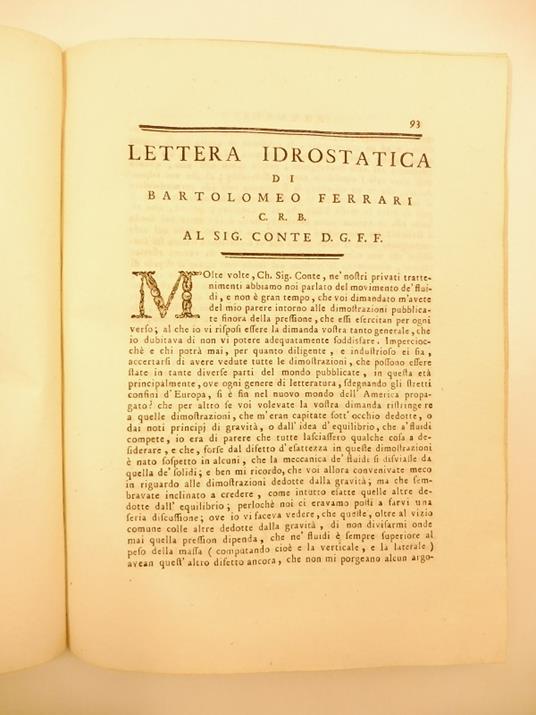 93
LETTERA IDROSTATICA
DI
BARTOLOMEO FERRARI
C. R. B.
AL SIG. CONTE D. G. F. F.
MOlte volte, Ch. Sig. Conte, ne' noſtri privati tratte-
nimenti abbiamo noi parlato del movimento de' flui-
di, e non è gran tempo, che voi dimandato m'avete
del mio parere intorno alle dimoſtrazioni pubblica-
te finora della preſſione, che eſſi eſercitan per ogni
verſo; al che io vi riſpoſi eſſere la dimanda voſtra tanto generale, che
io dubitava di non vi potere adequatamente ſoddisfare. Impercioc-
chè e chi potrà mai, per quanto diligente, e induſtrioſo ei ſia,
accertarſi di avere vedute tutte le dimoſtrazioni, che poſſono eſſere
ſtate in tante diverſe parti del mondo pubblicate, in queſta età
principalmente, ove ogni genere di letteratura, ſdegnando gli ſtretti
confini d'Europa, ſi è fin nel nuovo mondo dell' America propa-
gato? che per altro ſe voi volevate la voſtra dimanda riſtringere
a quelle dimoſtrazioni, che m'eran capitate ſott' occhio dedotte, o
dai noti principj di gravità, o dall' idea d'equilibrio, che a' fluidi
compete, io era di parere che tutte laſciaſſero qualche coſa a de-
ſiderare, e che, forſe dal difetto d'eſattezza in queſte dimoſtrazioni
è nato ſoſpetto in alcuni, che la meccanica de' fluidi ſi diſviaſſe da
quella de' ſolidi; e ben mi ricordo, che voi allora convenivate meco
in riguardo alle dimoſtrazioni dedotte dalla gravità; ma che ſem-
bravate inclinato a credere, come intutto eſatte quelle altre de-
dotte dall' equilibrio; perlochè noi ci eravamo poſti a farvi una
ſeria diſcuſſione; ove io vi faceva vedere, che queſte, oltre al vizio
comune colle altre dedotte dalla gravità, di non diviſarmi onde
mai quella preſſion dipenda, che ne' fluidi è ſempre ſuperiore al
peſo della maſſa ( computando cioè e la verticale, e la laterale )
avean queſt' altro difetto ancora, che non mi porgeano alcun argo-